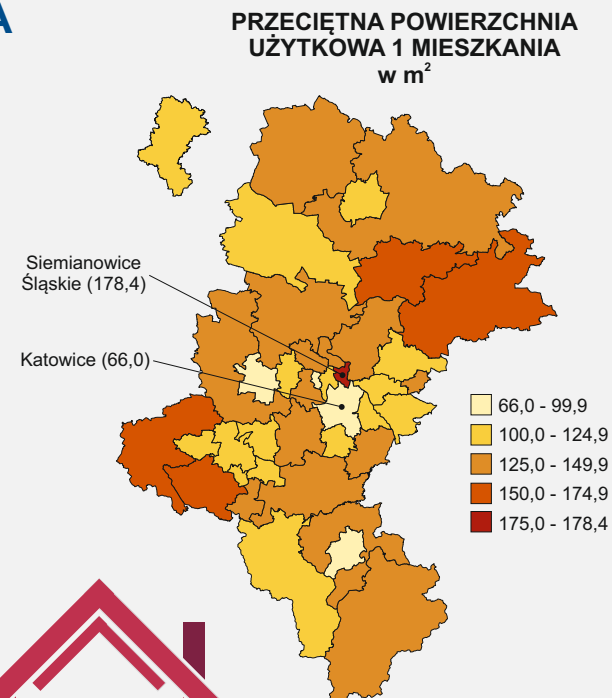 A
PRZECIĘTNA POWIERZCHNIA
UŻYTKOWA 1 MIESZKANIA
w m²
Siemianowice
Śląskie (178,4)
Katowice (66,0)
66,0 - 99,9
100,0 - 124,9
125,0 - 149,9
150,0 - 174,9
175,0 - 178,4